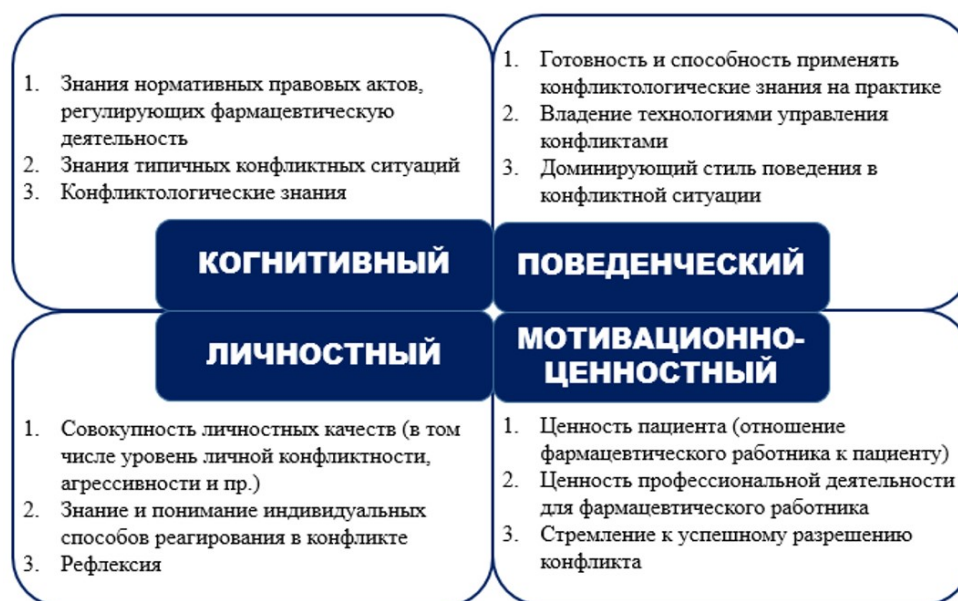 1. Знания нормативных правовых актов,
регулирующих фармацевтическую
деятельность
2. Знания типичных конфликтных ситуаций
3. Конфликтологические знания
КОГНИТИВНЫЙ
1. Готовность и способность применять
конфликтологические знания на практике
2. Владение технологиями управления
конфликтами
3. Доминирующий стиль поведения в
конфликтной ситуации
ПОВЕДЕНЧЕСКИЙ
ЛИЧНОСТНЫЙ
1. Совокупность личностных качеств (в том
числе уровень личной конфликтности,
агрессивности и пр.)
2. Знание и понимание индивидуальных
способов реагирования в конфликте
3. Рефлексия
МОТИВАЦИОННО-
ЦЕННОСТНЫЙ
1. Ценность пациента (отношение
фармацевтического работника к пациенту)
2. Ценность профессиональной деятельности
для фармацевтического работника
3. Стремление к успешному разрешению
конфликта